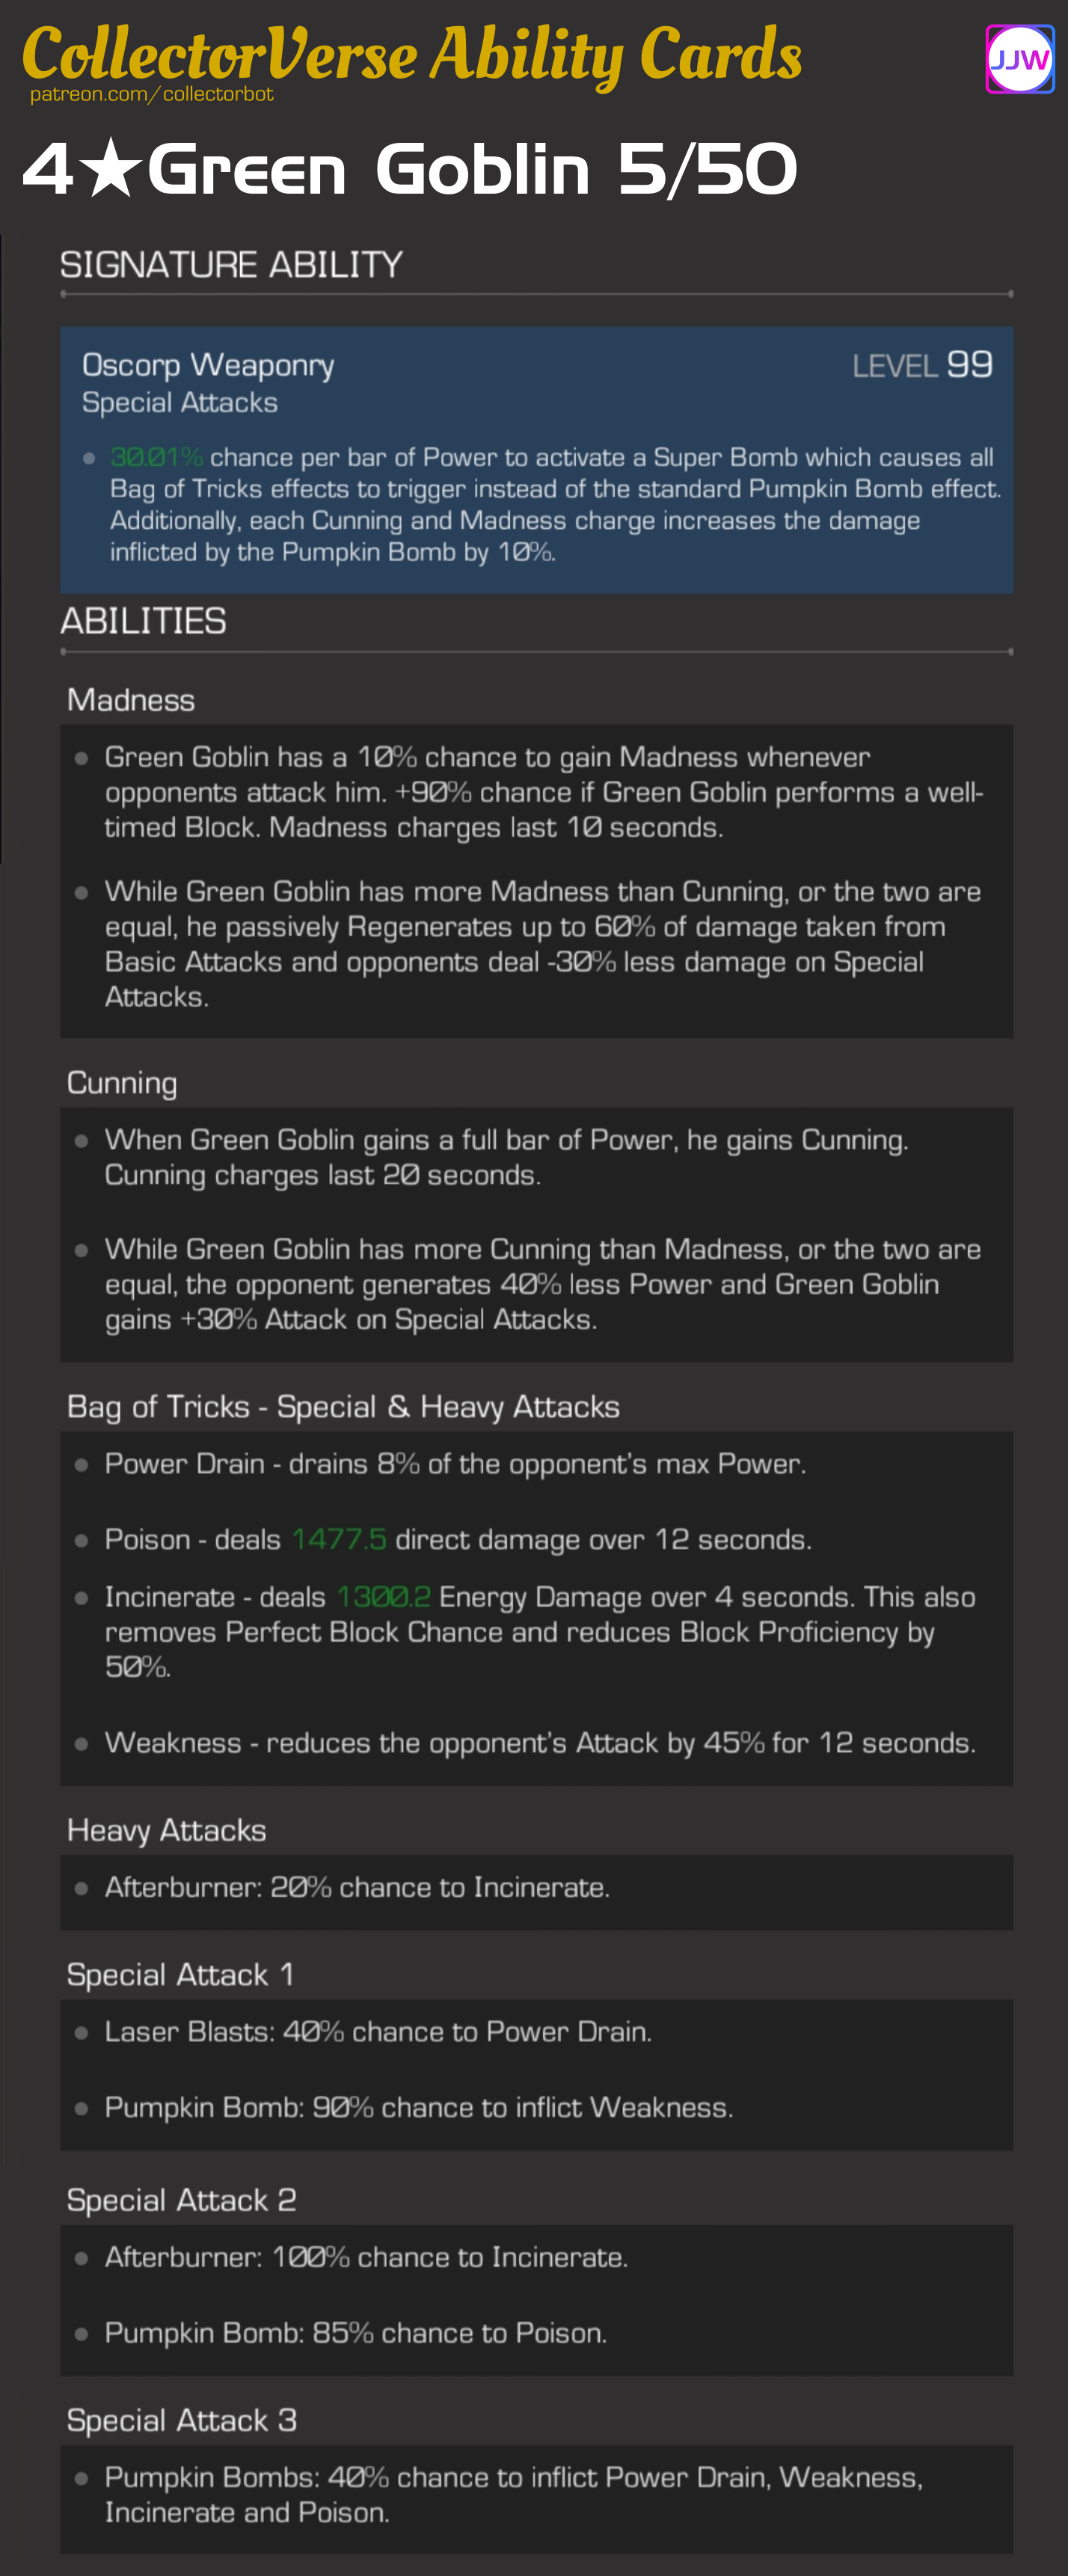 CollectorVerse Ability Cards
patreon.com/collectorbot
JJW
4★Green Goblin 5/50
SIGNATURE ABILITY
Oscorp Weaponry
LEVEL 99
Special Attacks
30.01% chance per bar of Power to activate a Super Bomb which causes all
Bag of Tricks effects to trigger instead of the standard Pumpkin Bomb effect.
Additionally, each Cunning and Madness charge increases the damage
inflicted by the Pumpkin Bomb by 10%.
ABILITIES
Madness
Green Goblin has a 10% chance to gain Madness whenever
opponents attack him. +90% chance if Green Goblin performs a well-
timed Block. Madness charges last 10 seconds.
While Green Goblin has more Madness than Cunning, or the two are
equal, he passively Regenerates up to 60% of damage taken from
Basic Attacks and opponents deal -30% less damage on Special
Attacks.
Cunning
When Green Goblin gains a full bar of Power, he gains Cunning.
Cunning charges last 20 seconds.
While Green Goblin has more Cunning than Madness, or the two are
equal, the opponent generates 40% less Power and Green Goblin
gains +30% Attack on Special Attacks.
Bag of Tricks - Special & Heavy Attacks
Power Drain - drains 8% of the opponent's max Power.
Poison - deals 1477.5 direct damage over 12 seconds.
Incinerate - deals 1300.2 Energy Damage over 4 seconds. This also
removes Perfect Block Chance and reduces Block Proficiency by
50%.
Weakness - reduces the opponent's Attack by 45% for 12 seconds.
Heavy Attacks
Afterburner: 20% chance to Incinerate.
Special Attack 1
Laser Blasts: 40% chance to Power Drain.
Pumpkin Bomb: 90% chance to inflict Weakness.
Special Attack 2
Afterburner: 100% chance to Incinerate.
Pumpkin Bomb: 85% chance to Poison.
Special Attack 3
Pumpkin Bombs: 40% chance to inflict Power Drain, Weakness,
Incinerate and Poison.